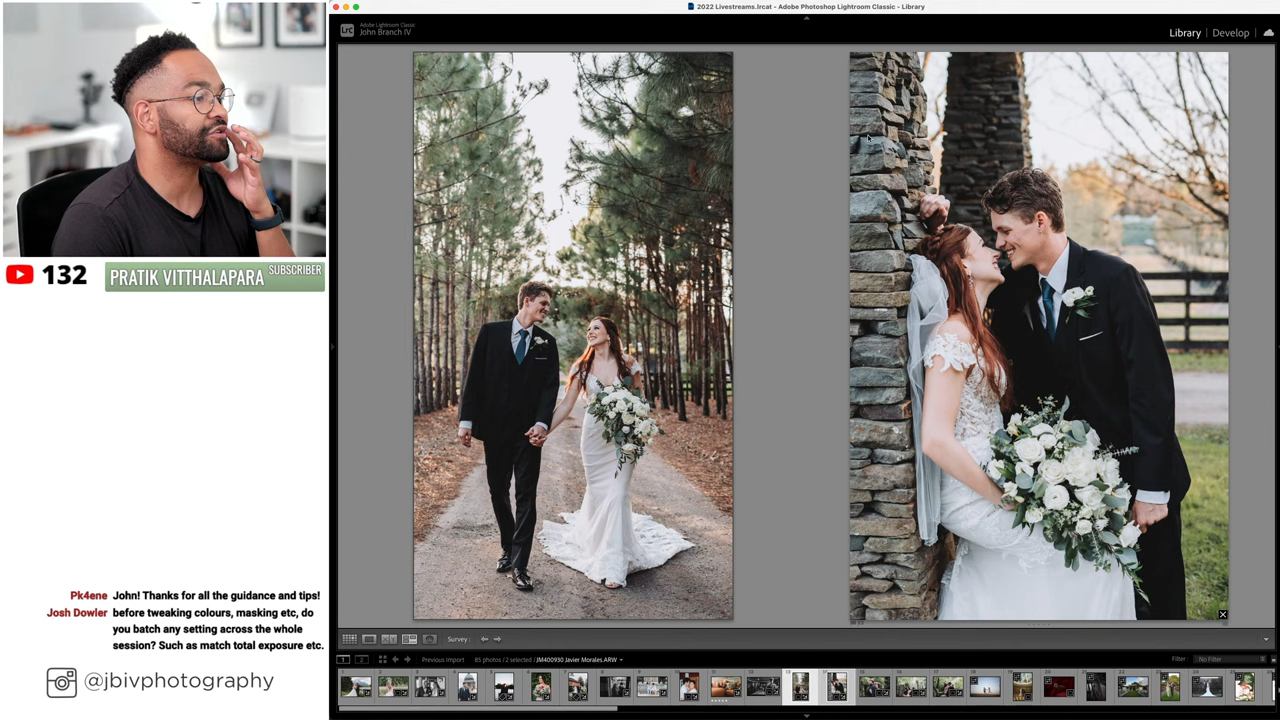 2022 Livestreams.lrcat - Adobe Photoshop Lightroom Classic - Library
LrC
Adobe Lightroom Classic
John Branch IV
Library | Develop |
132
PRATIK VITTHALAPARA SUBSCRIBER
Pk4ene John! Thanks for all the guidance and tips!
Josh Dowler before tweaking colours, masking etc, do
you batch any setting across the whole
session? Such as match total exposure etc.
@jbivphotography
Survey :
1 2 Previous Import 85 photos / 2 selected / JM400930 Javier Morales.ARW
Filter : No Filter